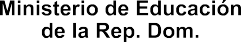 Ministerio de Educación
de la Rep. Dom.